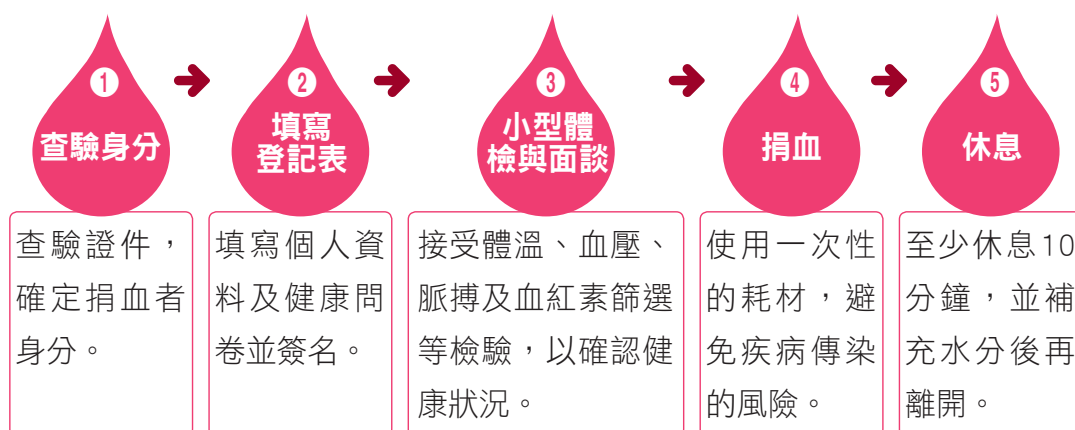 1
查驗身分
查驗證件，
確定捐血者
身分。
2
填寫
登記表
填寫個人資
料及健康問
卷並簽名。
3
小型體
檢與面談
接受體溫、血壓、
脈搏及血紅素篩選
等檢驗，以確認健
康狀況。
4
捐血
使用一次性
的耗材，避
免疾病傳染
的風險。
5
休息
至少休息10
分鐘，並補
充水分後再
離開。